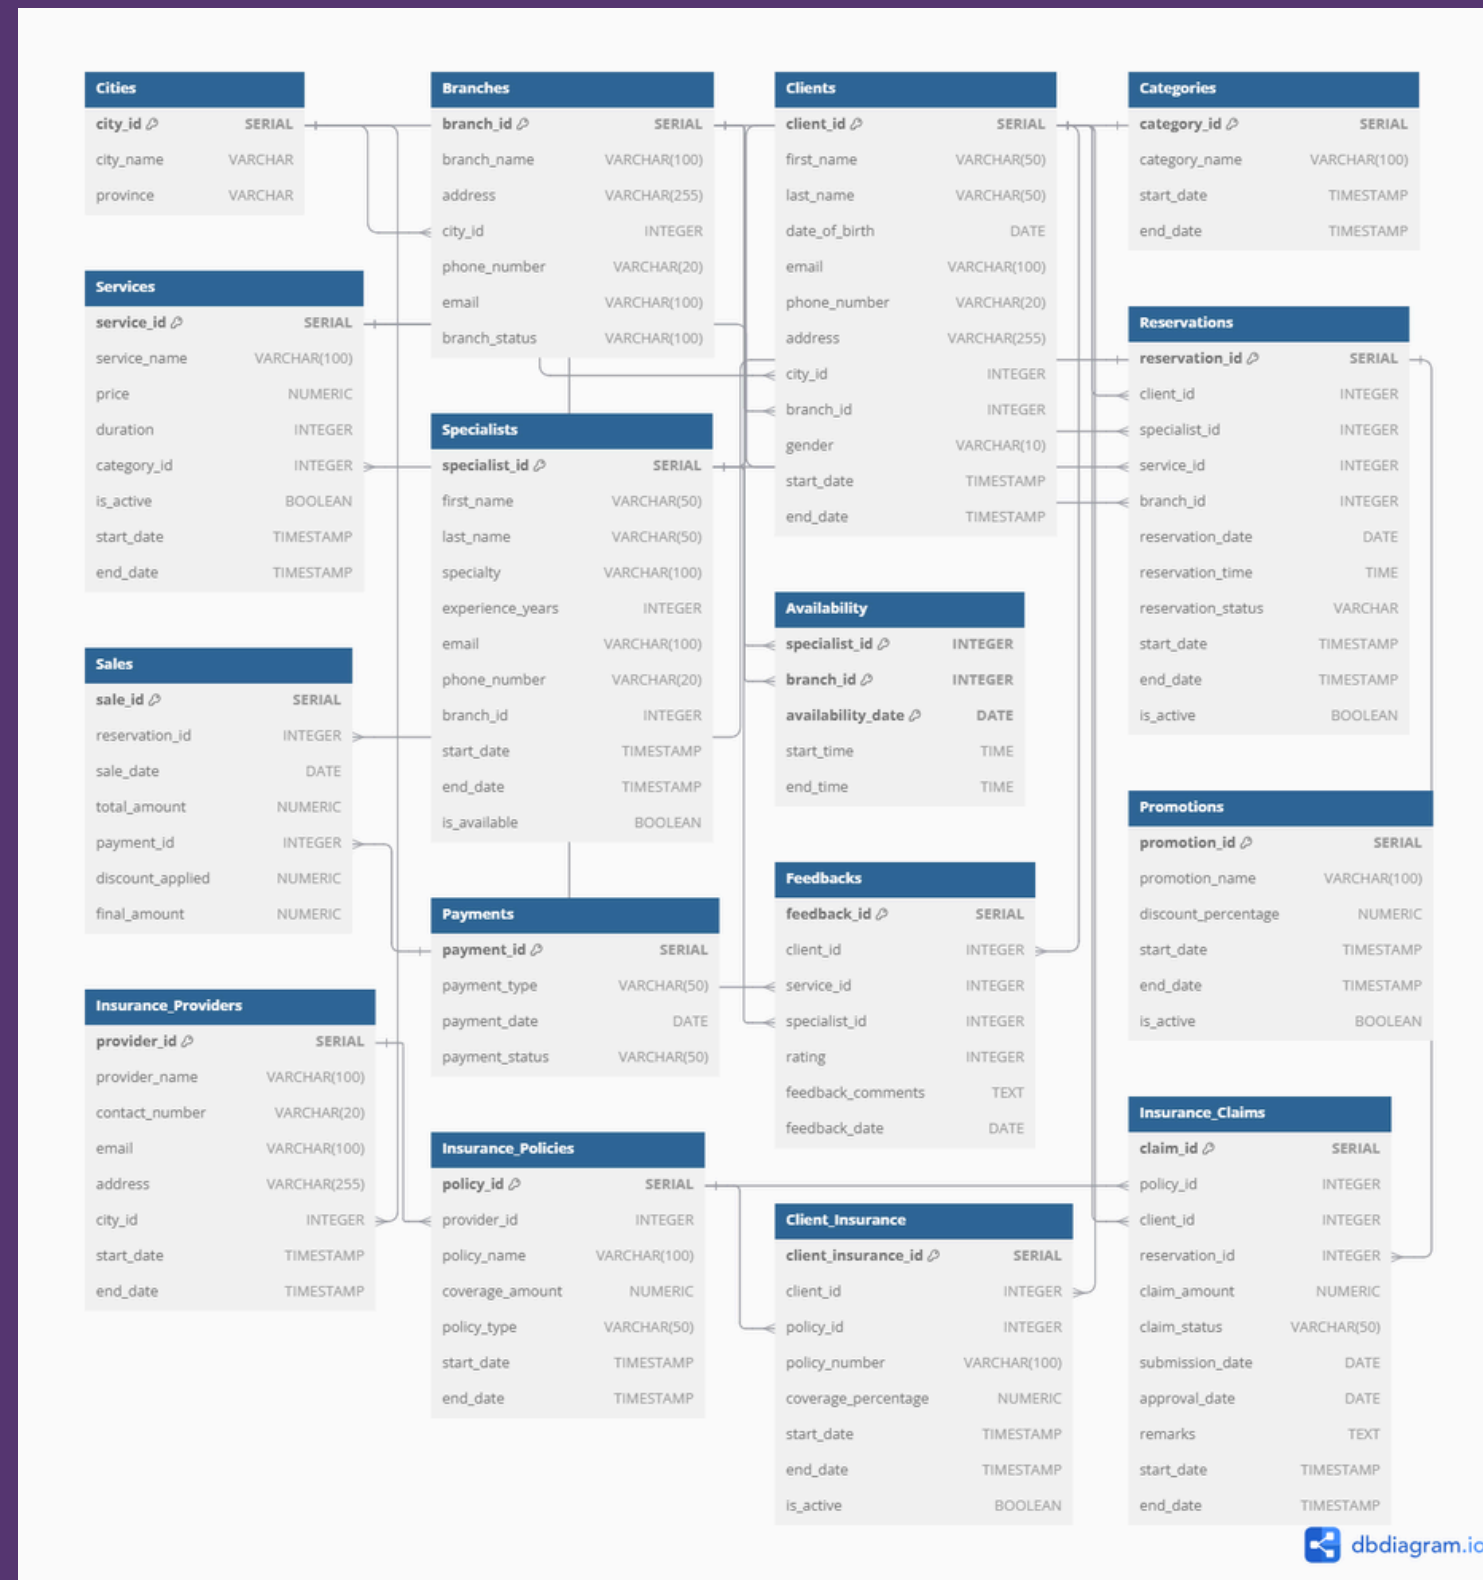 Cities
city_id SERIAL
city_name VARCHAR
province VARCHAR
Services
service_id SERIAL
service_name VARCHAR(100)
price NUMERIC
duration INTEGER
category_id INTEGER
is_active BOOLEAN
start_date TIMESTAMP
end_date TIMESTAMP
Sales
sale_id SERIAL
reservation_id INTEGER
sale_date DATE
total_amount NUMERIC
payment_id INTEGER
discount_applied NUMERIC
final_amount NUMERIC
Insurance_Providers
provider_id SERIAL
provider_name VARCHAR(100)
contact_number VARCHAR(20)
email VARCHAR(100)
address VARCHAR(255)
city_id INTEGER
start_date TIMESTAMP
end_date TIMESTAMP
Branches
branch_id SERIAL
branch_name VARCHAR(100)
address VARCHAR(255)
city_id INTEGER
phone_number VARCHAR(20)
email VARCHAR(100)
branch_status VARCHAR(100)
Specialists
specialist_id SERIAL
first_name VARCHAR(50)
last_name VARCHAR(50)
specialty VARCHAR(100)
experience_years INTEGER
email VARCHAR(100)
phone_number VARCHAR(20)
branch_id INTEGER
start_date TIMESTAMP
end_date TIMESTAMP
is_available BOOLEAN
Payments
payment_id SERIAL
payment_type VARCHAR(50)
payment_date DATE
payment_status VARCHAR(50)
Insurance_Policies
policy_id SERIAL
provider_id INTEGER
policy_name VARCHAR(100)
coverage_amount NUMERIC
policy_type VARCHAR(50)
start_date TIMESTAMP
end_date TIMESTAMP
Clients
client_id SERIAL
first_name VARCHAR(50)
last_name VARCHAR(50)
date_of_birth DATE
email VARCHAR(100)
phone_number VARCHAR(20)
address VARCHAR(255)
city_id INTEGER
branch_id INTEGER
gender VARCHAR(10)
start_date TIMESTAMP
end_date TIMESTAMP
Availability
specialist_id INTEGER
branch_id INTEGER
availability_date DATE
start_time TIME
end_time TIME
Feedbacks
feedback_id SERIAL
client_id INTEGER
service_id INTEGER
specialist_id INTEGER
rating INTEGER
feedback_comments TEXT
feedback_date DATE
Client_Insurance
client_insurance_id SERIAL
client_id INTEGER
policy_id INTEGER
policy_number VARCHAR(100)
coverage_percentage NUMERIC
start_date TIMESTAMP
end_date TIMESTAMP
is_active BOOLEAN
Categories
category_id SERIAL
category_name VARCHAR(100)
start_date TIMESTAMP
end_date TIMESTAMP
Reservations
reservation_id SERIAL
client_id INTEGER
specialist_id INTEGER
service_id INTEGER
branch_id INTEGER
reservation_date DATE
reservation_time TIME
reservation_status VARCHAR
start_date TIMESTAMP
end_date TIMESTAMP
is_active BOOLEAN
Promotions
promotion_id SERIAL
promotion_name VARCHAR(100)
discount_percentage NUMERIC
start_date TIMESTAMP
end_date TIMESTAMP
is_active BOOLEAN
Insurance_Claims
claim_id SERIAL
policy_id INTEGER
client_id INTEGER
reservation_id INTEGER
claim_amount NUMERIC
claim_status VARCHAR(50)
submission_date DATE
approval_date DATE
remarks TEXT
start_date TIMESTAMP
end_date TIMESTAMP
dbdiagram.io